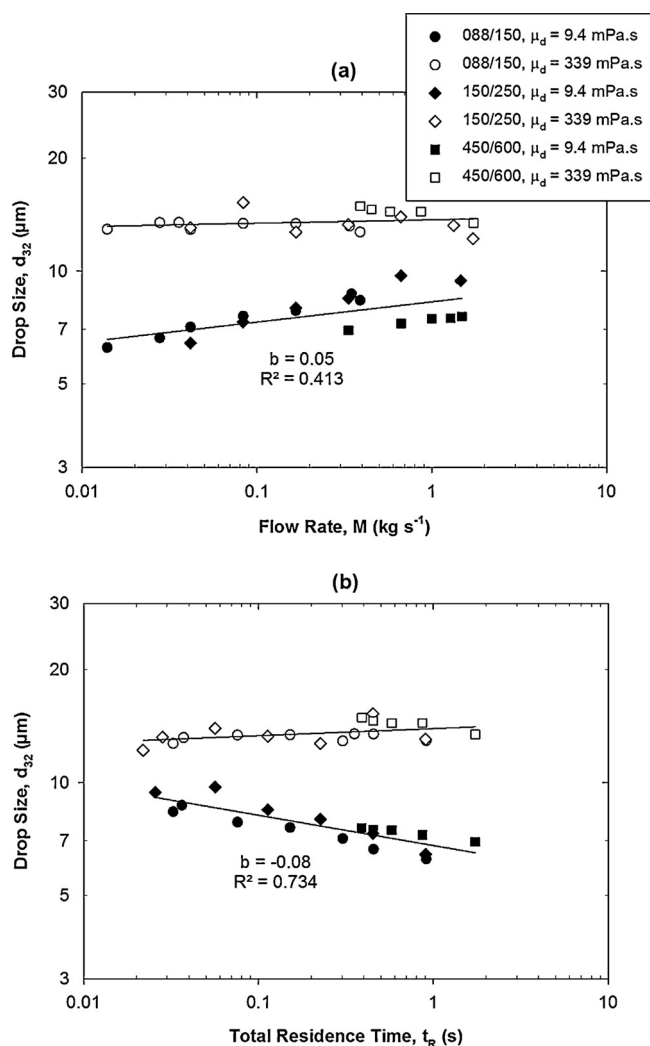 088/150, μd = 9.4 mPa.s
088/150, μd = 339 mPa.s
150/250, μd = 9.4 mPa.s
150/250, μd = 339 mPa.s
450/600, μd = 9.4 mPa.s
450/600, μd = 339 mPa.s
(a)
30
20
10
7
5
3
Drop Size, d32 (μm)
b = 0.05
R² = 0.413
0.01
0.1
1
10
Flow Rate, M (kg s⁻¹)
(b)
30
20
10
7
5
3
Drop Size, d32 (μm)
b = -0.08
R² = 0.734
0.01
0.1
1
10
Total Residence Time, tR (s)